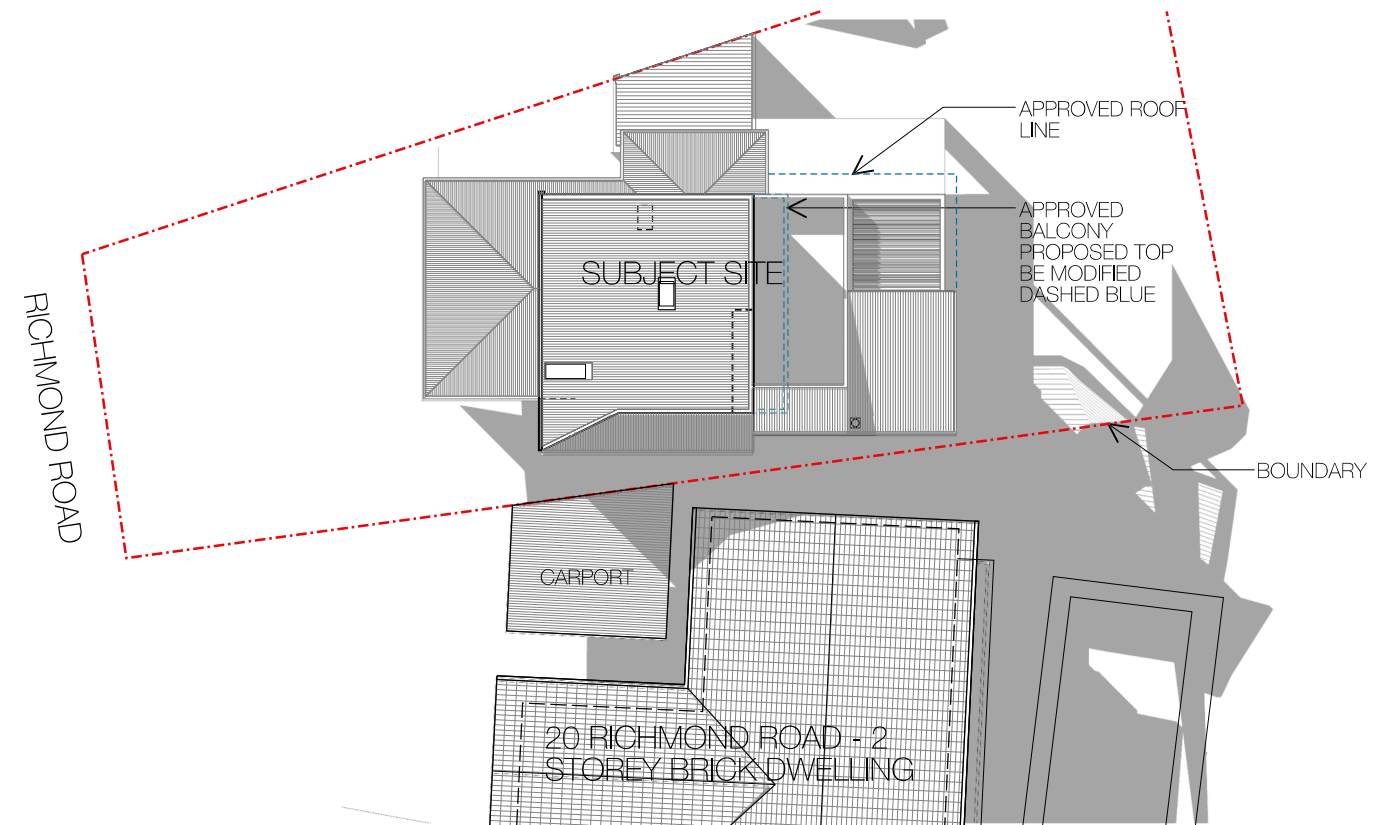 APPROVED ROOF
LINE
APPROVED
BALCONY
PROPOSED TOP
BE MODIFIED
DASHED BLUE
SUBJECT SITE
RICHMOND ROAD
BOUNDARY
CARPORT
20 RICHMOND ROAD - 2
STOREY BRICK DWELLING